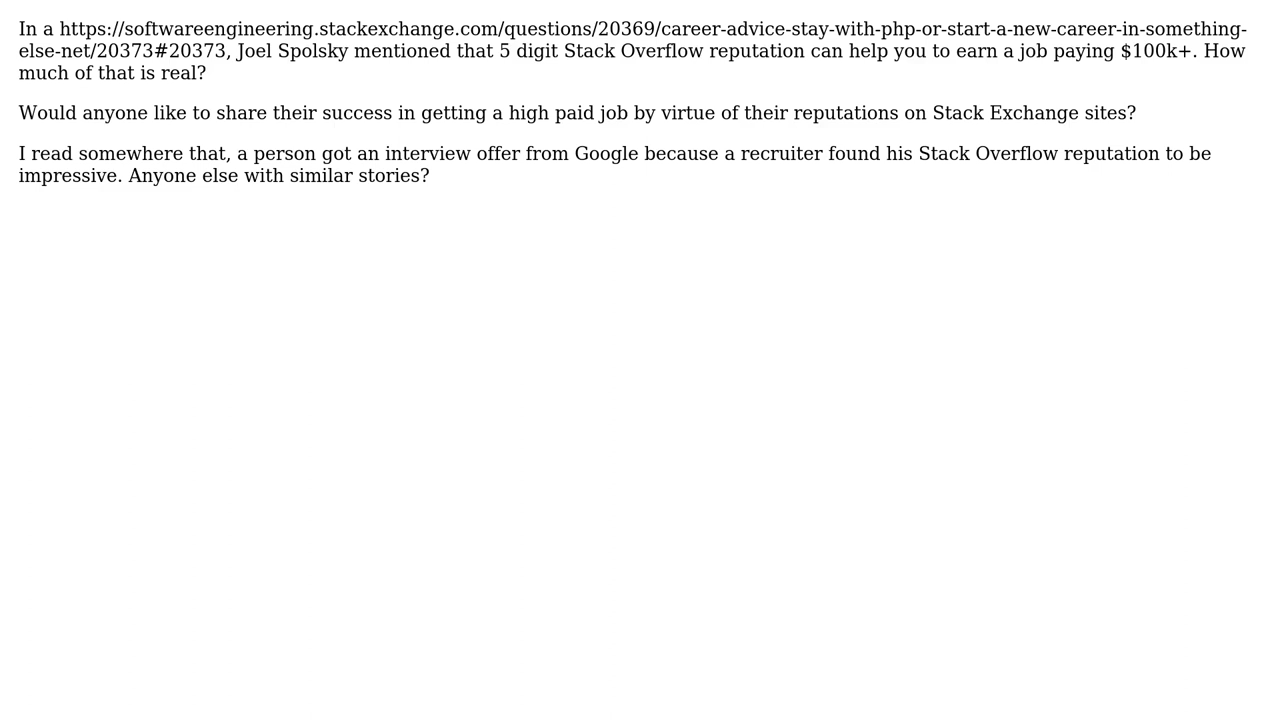 In a https://softwareengineering.stackexchange.com/questions/20369/career-advice-stay-with-php-or-start-a-new-career-in-something-
else-net/20373#20373, Joel Spolsky mentioned that 5 digit Stack Overflow reputation can help you to earn a job paying $100k+. How
much of that is real?
Would anyone like to share their success in getting a high paid job by virtue of their reputations on Stack Exchange sites?
I read somewhere that, a person got an interview offer from Google because a recruiter found his Stack Overflow reputation to be
impressive. Anyone else with similar stories?